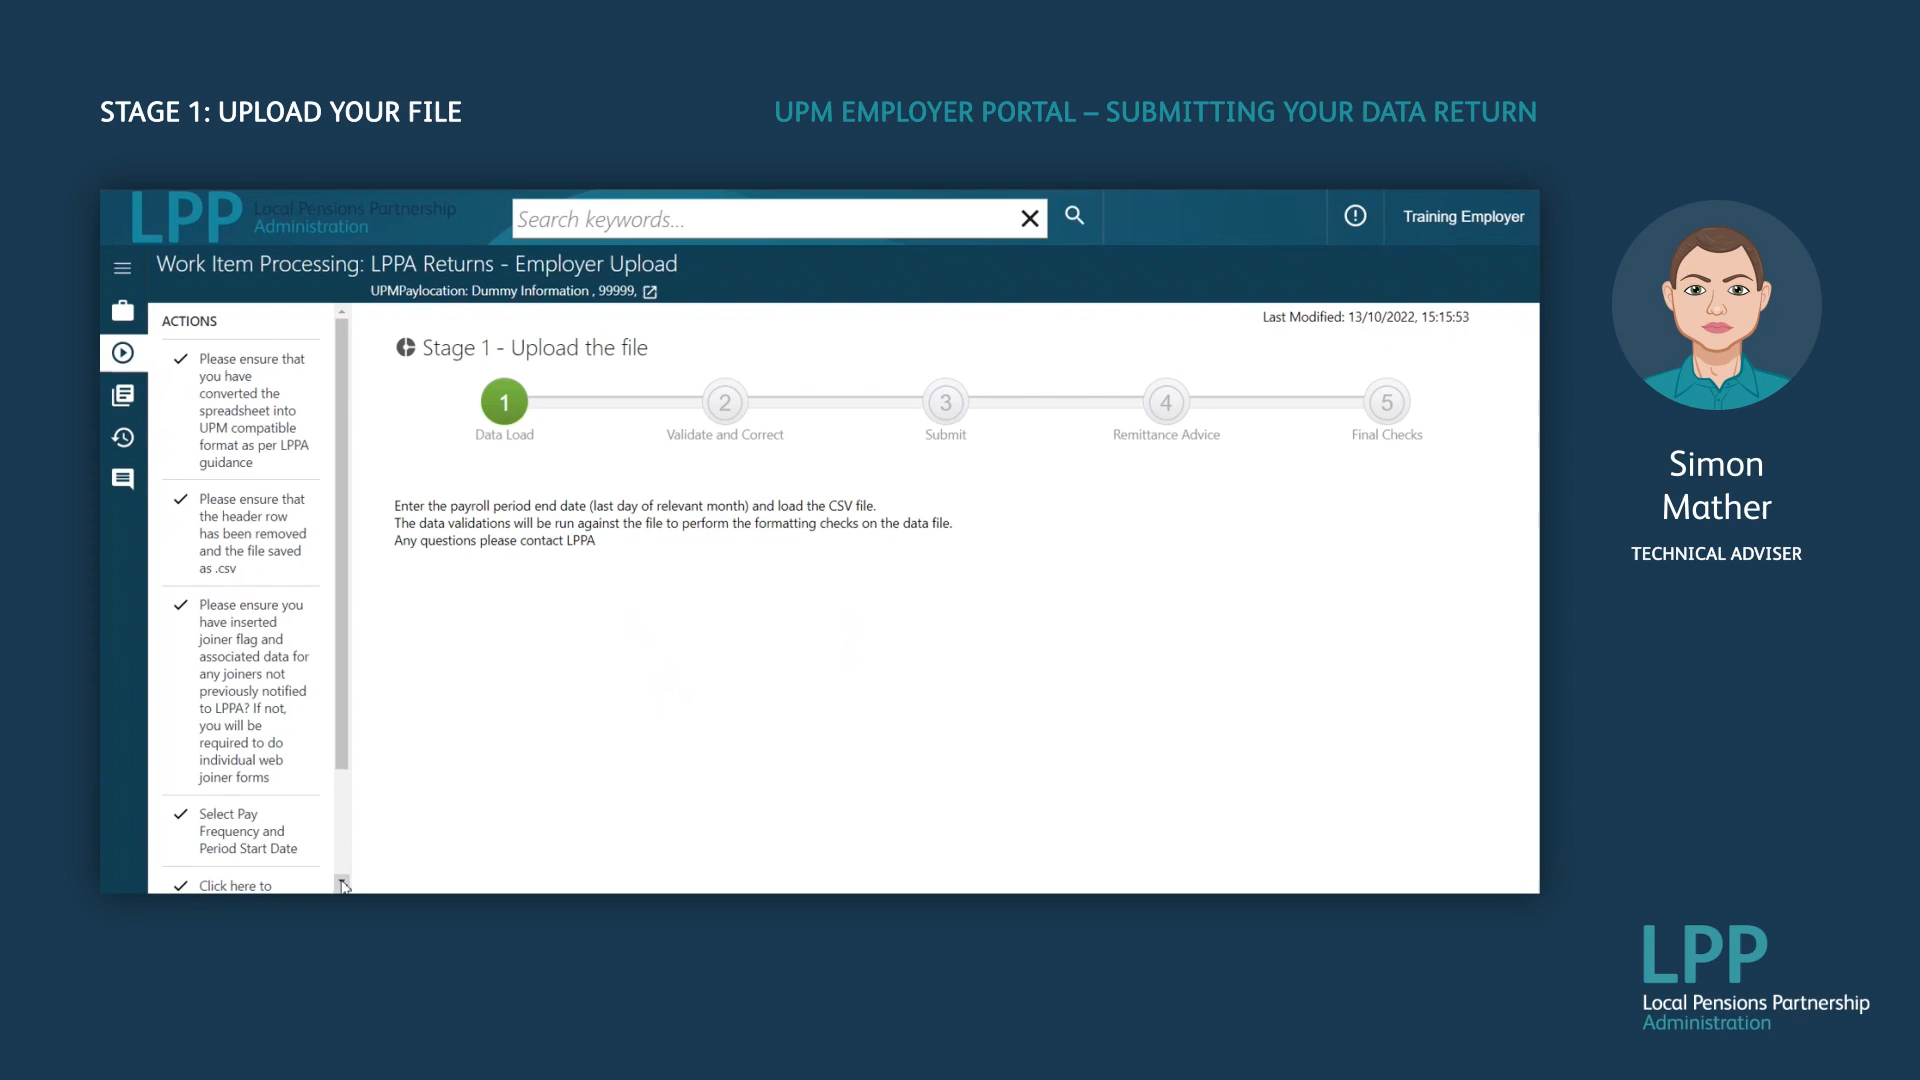 STAGE 1: UPLOAD YOUR FILE
UPM EMPLOYER PORTAL – SUBMITTING YOUR DATA RETURN
LPP
Local Pensions Partnership
Administration
Search keywords...
Training Employer
Work Item Processing: LPPA Returns - Employer Upload
UPMPaylocation: Dummy Information , 99999,
ACTIONS
Please ensure that
you have
converted the
spreadsheet into
UPM compatible
format as per LPPA
guidance
Please ensure that
the header row
has been removed
and the file saved
as .csv
Please ensure you
have inserted
joiner flag and
associated data for
any joiners not
previously notified
to LPPA? If not,
you will be
required to do
individual web
joiner forms
Select Pay
Frequency and
Period Start Date
Click here to
Last Modified: 13/10/2022, 15:15:53
Stage 1 - Upload the file
1
2
3
4
5
Data Load
Validate and Correct
Submit
Remittance Advice
Final Checks
Enter the payroll period end date (last day of relevant month) and load the CSV file.
The data validations will be run against the file to perform the formatting checks on the data file.
Any questions please contact LPPA
Simon
Mather
TECHNICAL ADVISER
LPP
Local Pensions Partnership
Administration